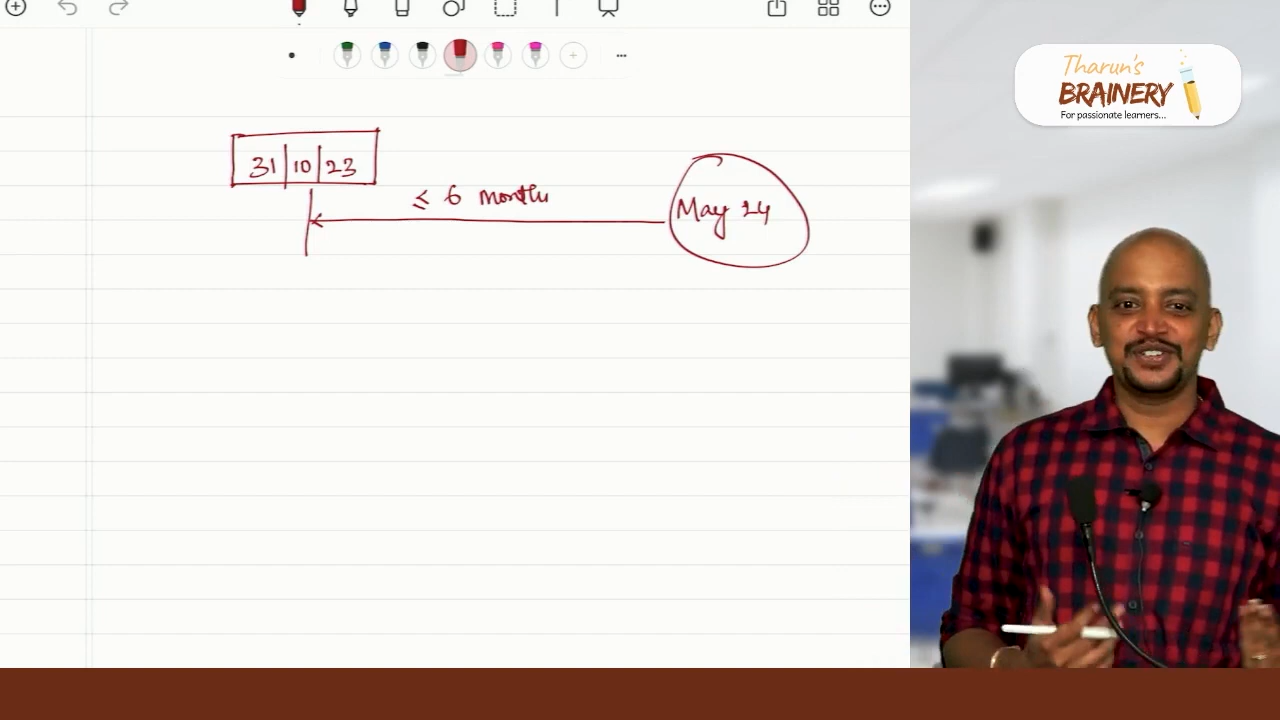 Tharun's
BRAINERY
For passionate learners...
31|10|23
≤ 6 months
May 24